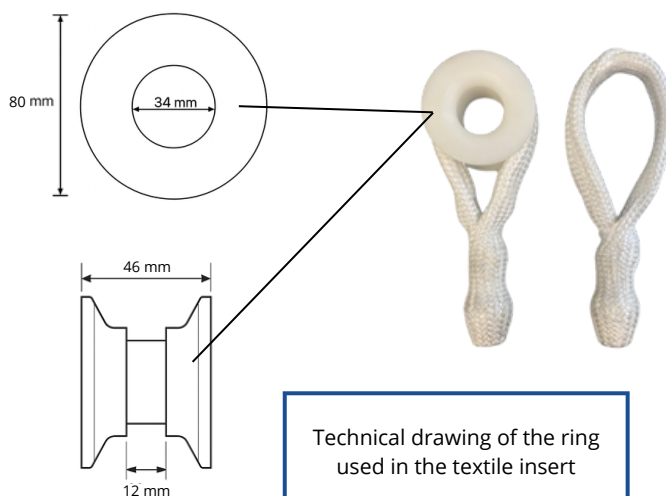 80 mm
34 mm
46 mm
12 mm
Technical drawing of the ring
used in the textile insert